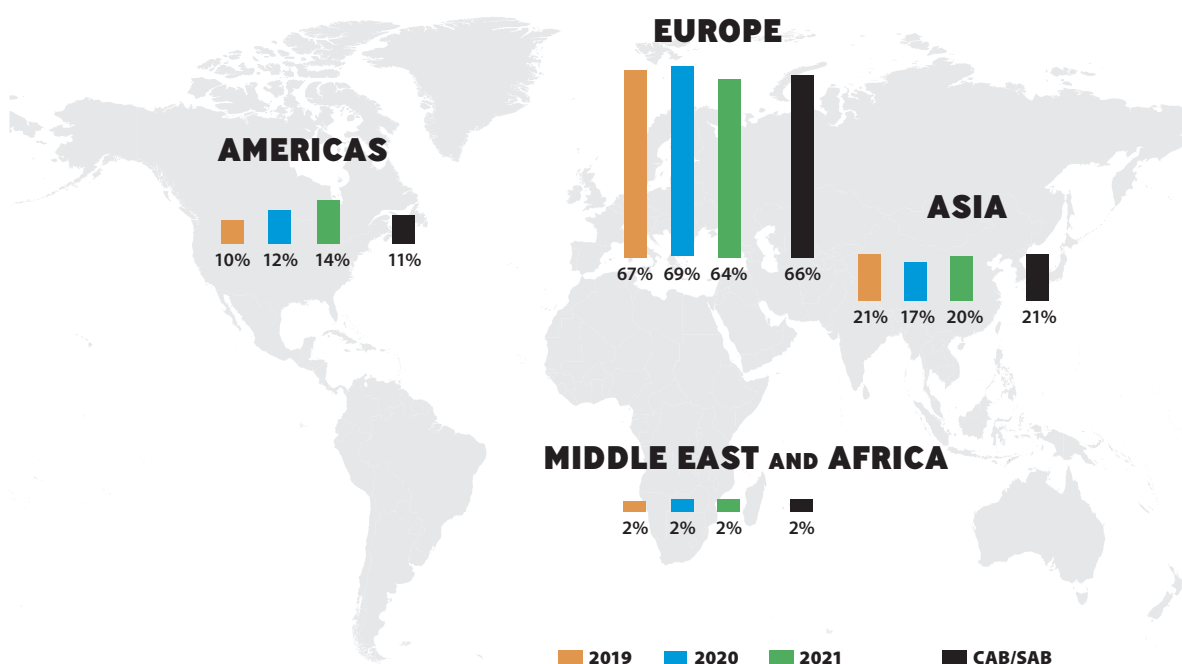 EUROPE
AMERICAS
67% 69% 64% 66%
ASIA
10% 12% 14% 11%
21% 17% 20% 21%
MIDDLE EAST AND AFRICA
2% 2% 2% 2%
2019 2020 2021 CAB/SAB